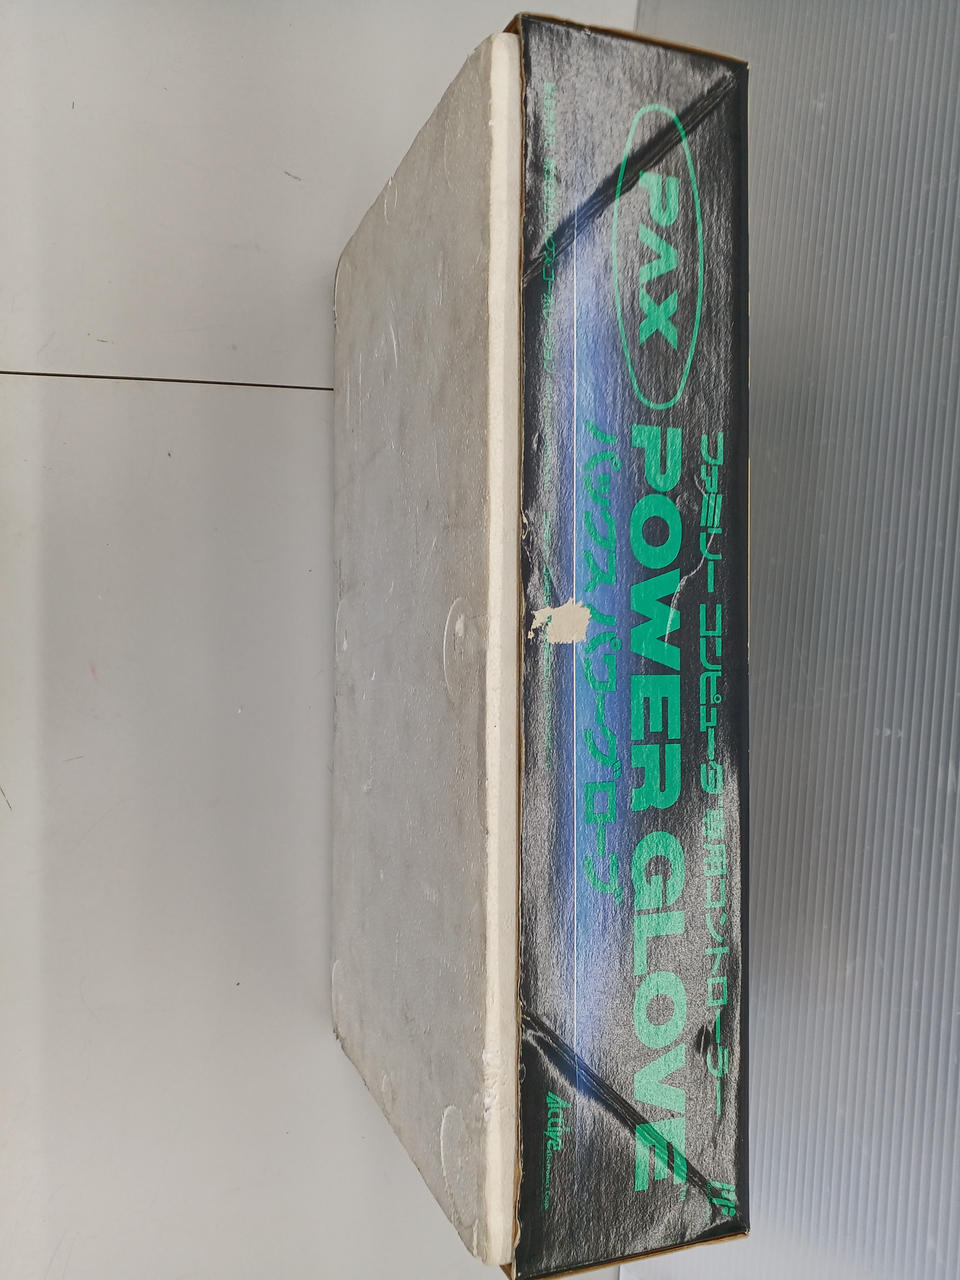 ファミリー コンピュータ 専用コントローラー
PAX POWER GLOVE
パックス パワーグローブ
Active